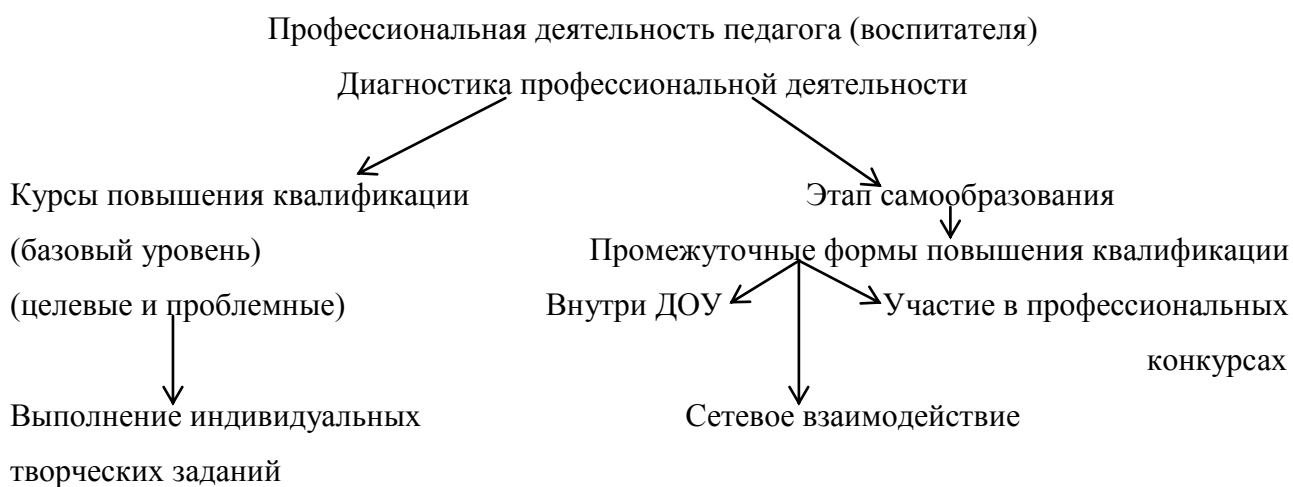 Профессиональная деятельность педагога (воспитателя)
Диагностика профессиональной деятельности
Курсы повышения квалификации
Этап самообразования
(базовый уровень)
Промежуточные формы повышения квалификации
(целевые и проблемные)
Внутри ДОУ
Участие в профессиональных
конкурсах
Выполнение индивидуальных
Сетевое взаимодействие
творческих заданий